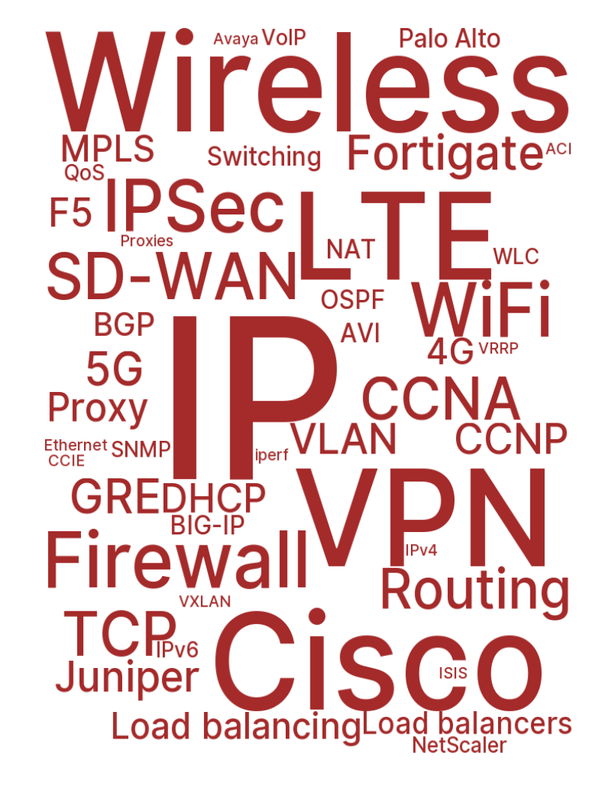 Wireless
Avaya
VoIP
Palo Alto
MPLS
Switching
Fortigate
ACI
QoS
F5
IPSec
LTE
Proxies
NAT
WLC
SD-WAN
OSPF
WiFi
BGP
IP
AVI
4G
VRRP
5G
Proxy
CCNA
Ethernet
SNMP
iperf
VLAN
CCNP
CCIE
GRE
DHCP
VPN
BIG-IP
Firewall
IPv4
Routing
VXLAN
TCP
IPv6
Cisco
Juniper
ISIS
Load balancing
Load balancers
NetScaler